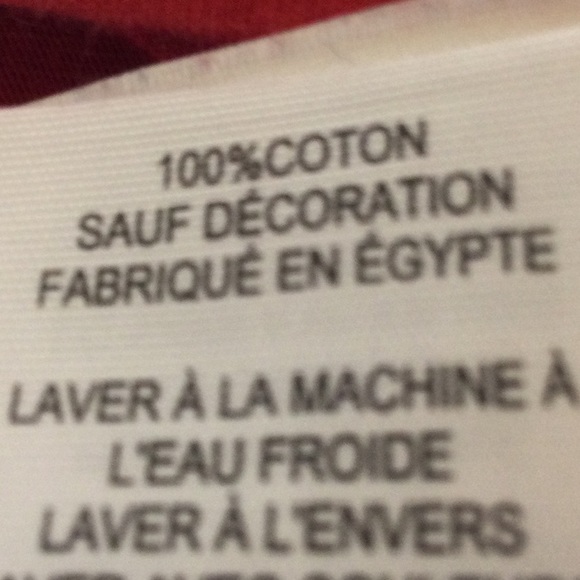 100%COTON
SAUF DÉCORATION
FABRIQUÉ EN ÉGYPTE
LAVER À LA MACHINE À
L'EAU FROIDE
LAVER À L'ENVERS